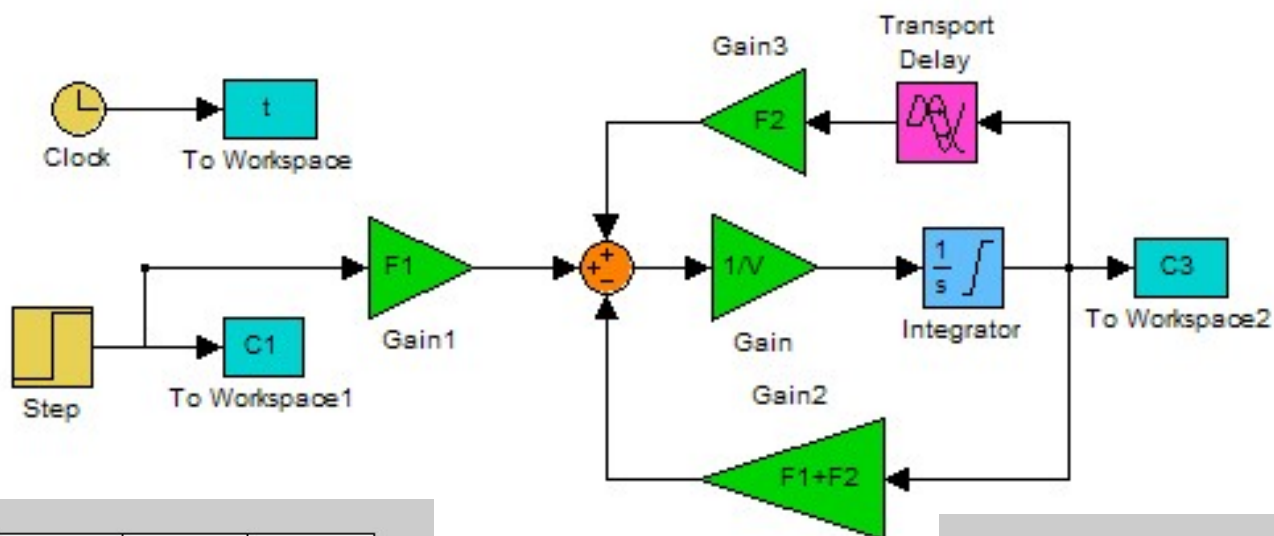 Transport
Delay
Gain3
F2
t
Clock
To Workspace
F1
1/V
1
s
C3
To Workspace2
Integrator
Gain
Gain1
C1
To Workspace1
Step
Gain2
F1+F2